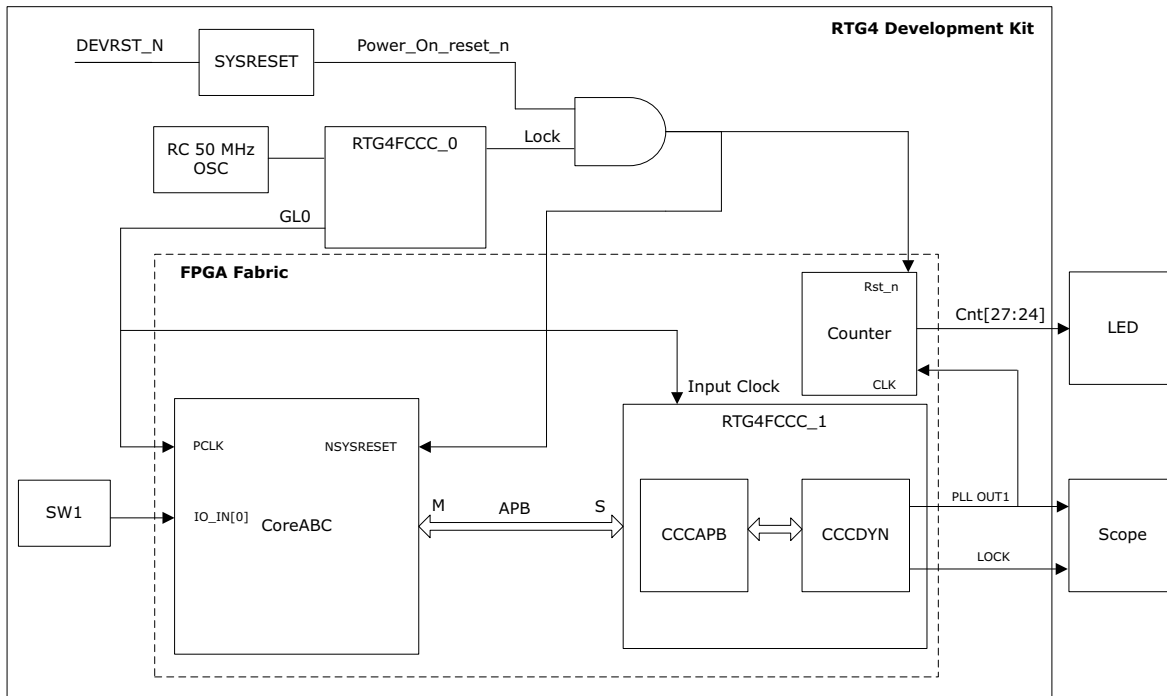 RTG4 Development Kit
DEVRST_N
SYSRESET
Power_On_reset_n
RC 50 MHz
OSC
RTG4FCCC_0
Lock
GL0
FPGA Fabric
Rst_n
Counter
CLK
Cnt[27:24]
LED
Input Clock
RTG4FCCC_1
PCLK
NSYSRESET
SW1
IO_IN[0]
CoreABC
M
APB
S
CCCAPB
CCCDYN
PLL OUT1
LOCK
Scope